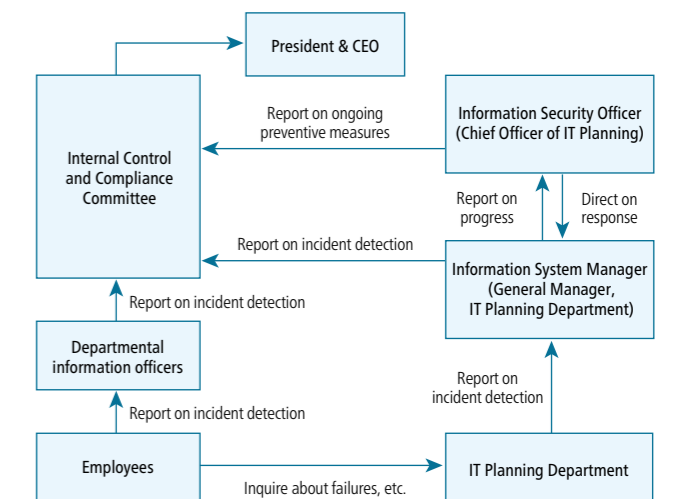 President & CEO
Internal Control
and Compliance
Committee
Report on ongoing
preventive measures
Information Security Officer
(Chief Officer of IT Planning)
Report on
progress
Direct on
response
Report on incident detection
Information System Manager
(General Manager,
IT Planning Department)
Report on incident detection
Departmental
information officers
Report on
incident detection
Report on incident detection
Employees
Inquire about failures, etc.
IT Planning Department